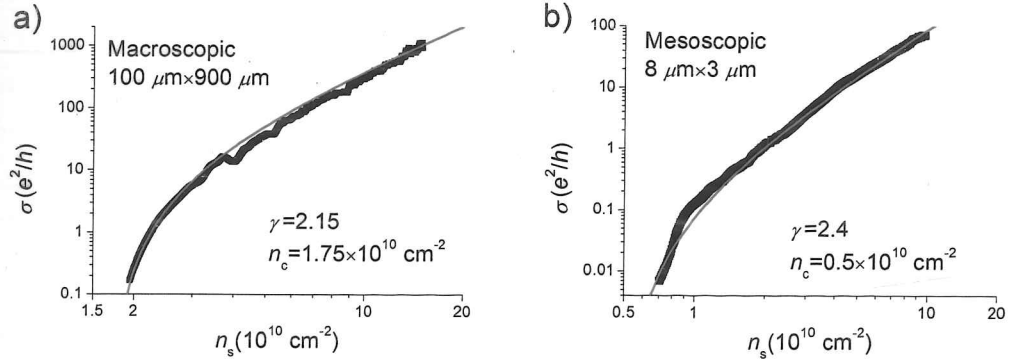 a)
Macroscopic
100 μm×900 μm
1000
100
10
1
0.1
σ(e²/h)
γ=2.15
n_c=1.75×10¹⁰ cm⁻²
1.5 2 10 20
n_s(10¹⁰ cm⁻²)
b)
Mesoscopic
8 μm×3 μm
100
10
1
0.1
0.01
σ(e²/h)
γ=2.4
n_c=0.5×10¹⁰ cm⁻²
0.5 1 10 20
n_s(10¹⁰ cm⁻²)